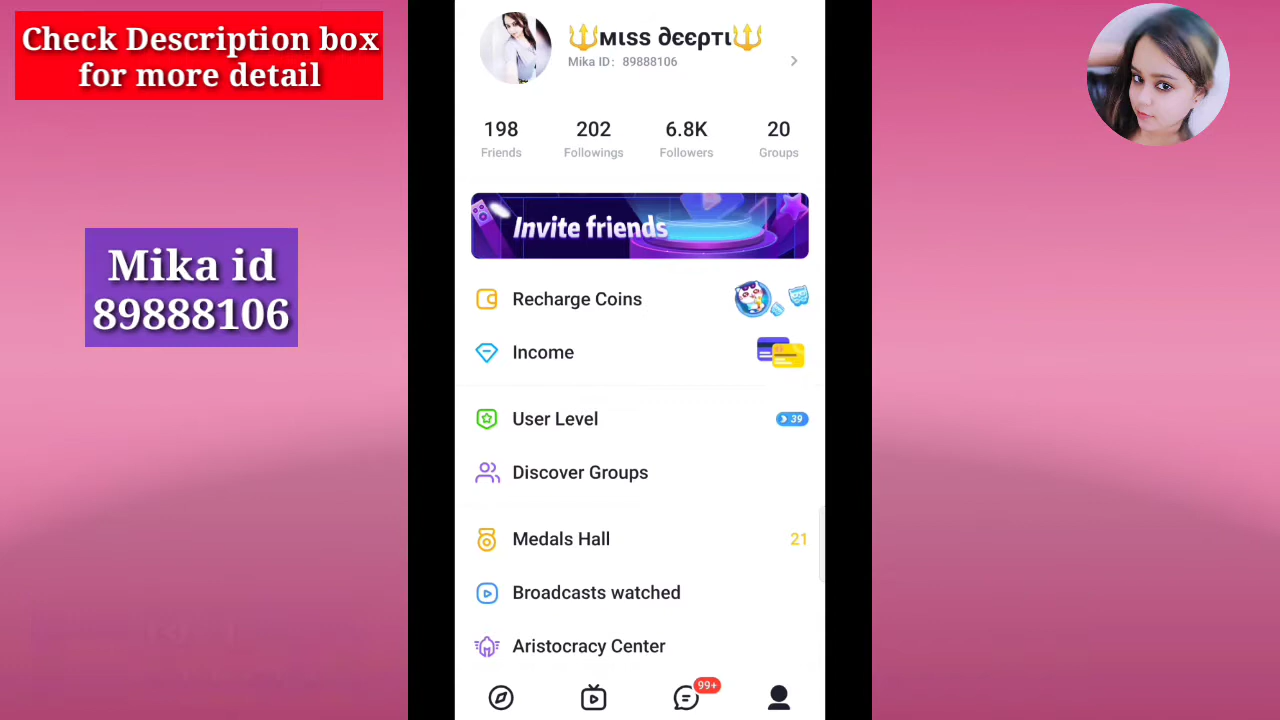 Check Description box
for more detail
Mika id
89888106
🔱мιѕѕ ∂єєρтι🔱
Mika ID: 89888106
198
202
6.8K
20
Friends
Followings
Followers
Groups
Invite friends
Recharge Coins
Income
User Level
39
Discover Groups
Medals Hall
21
Broadcasts watched
Aristocracy Center
99+